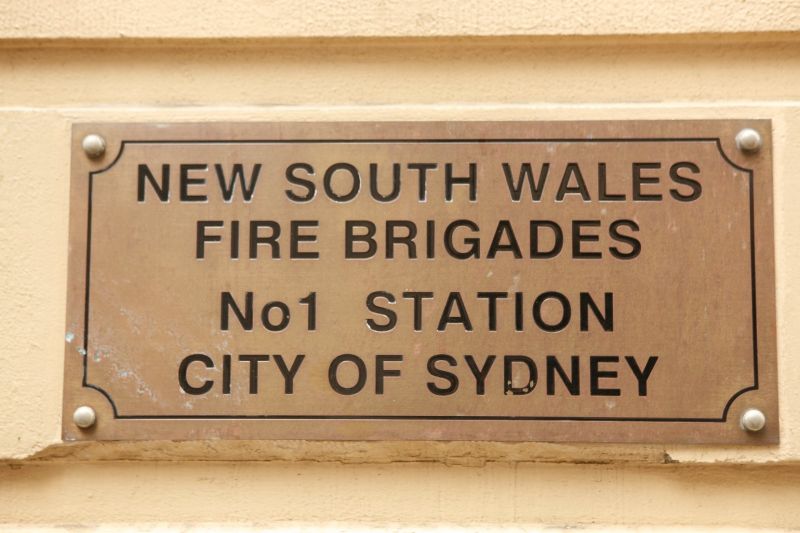 NEW SOUTH WALES
FIRE BRIGADES
No1 STATION
CITY OF SYDNEY